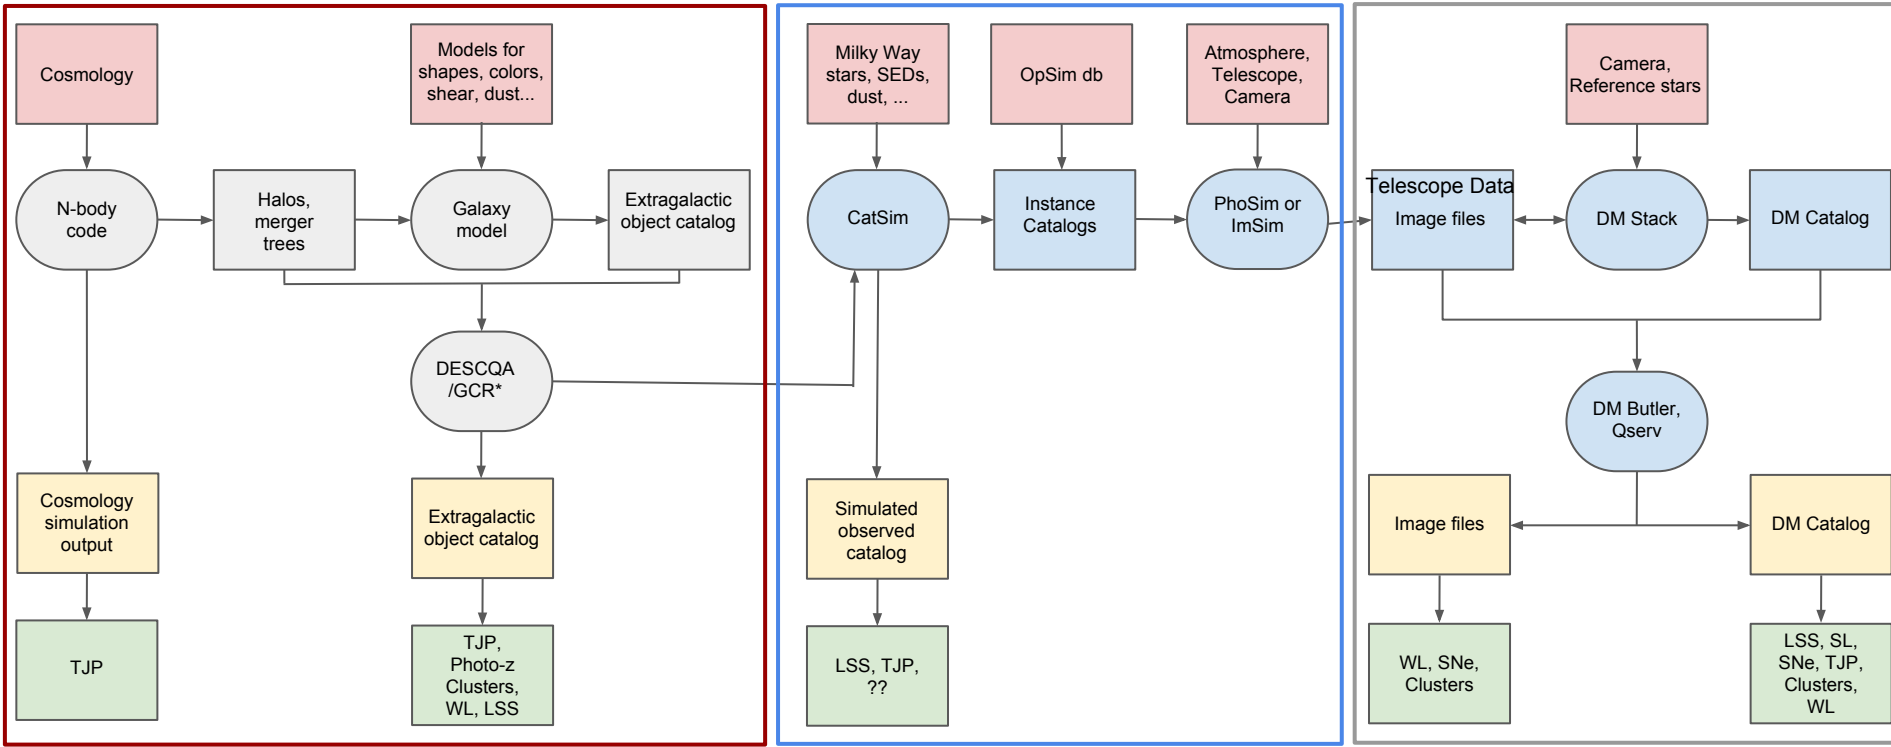 Cosmology
Models for
shapes, colors,
shear, dust...
Milky Way
stars, SEDs,
dust, ...
OpSim db
Atmosphere,
Telescope,
Camera
Camera,
Reference stars
N-body
code
Halos,
merger
trees
Galaxy
model
Extragalactic
object catalog
CatSim
Instance
Catalogs
PhoSim or
ImSim
Telescope Data
Image files
DM Stack
DM Catalog
DESCQA
/GCR*
DM Butler,
Qserv
Cosmology
simulation
output
Extragalactic
object catalog
Simulated
observed
catalog
Image files
DM Catalog
TJP
TJP,
Photo-z
Clusters,
WL, LSS
LSS, TJP,
??
WL, SNe,
Clusters
LSS, SL,
SNe, TJP,
Clusters,
WL